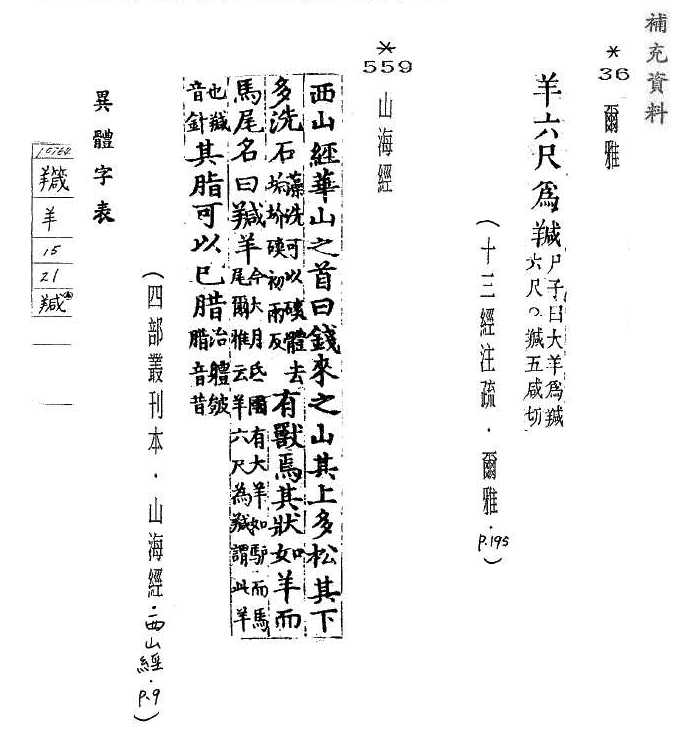 補充資料
*
36
爾雅
羊六尺爲羬
尸子曰大羊爲羬
六尺。羬五咸切
(十三經注疏．爾雅．P.195)
*
559
山海經
西山經華山之首曰錢來之山其上多松其下
多洗石澡洗可以磢體去垢圿磢初兩反有獸焉其狀如羊而
馬尾名曰羬羊今大月氐國有大羊如驢而馬尾爾雅云羊六尺為羬謂此羊
也羬音針其脂可以已腊治軆皴腊音昔
(四部叢刊本．山海經．西山經．P.9)
異體字表
羊
15
21
羬